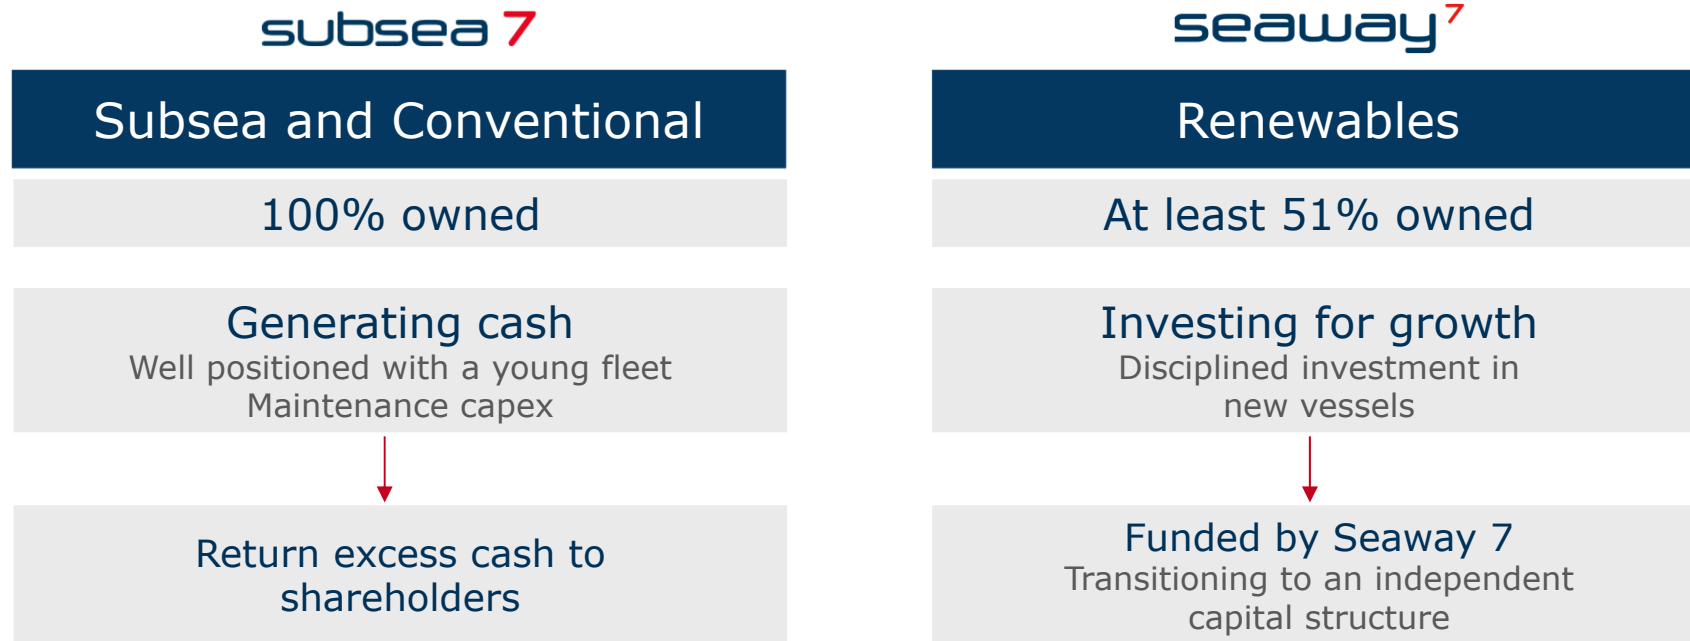 subsea 7
Subsea and Conventional
100% owned
Generating cash
Well positioned with a young fleet
Maintenance capex
Return excess cash to
shareholders
seaway7
Renewables
At least 51% owned
Investing for growth
Disciplined investment in
new vessels
Funded by Seaway 7
Transitioning to an independent
capital structure